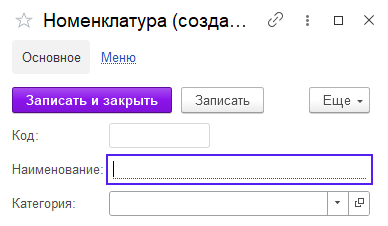 Номенклатура (созда...
Основное Меню
Записать и закрыть Записать Еще
Код:
Наименование:
Категория: